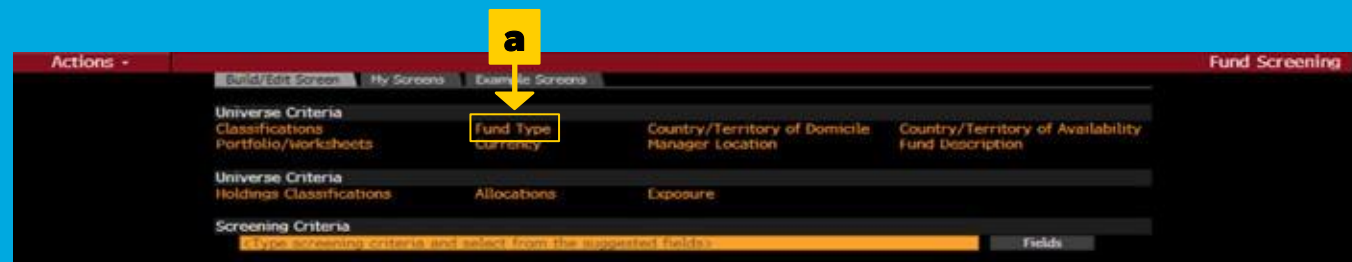 a
Actions - Fund Screening
Build/Edit Screen My Screens Example Screens
Universe Criteria
Classifications Fund Type Country/Territory of Domicile Country/Territory of Availability
Portfolio/Worksheets Currency Manager Location Fund Description
Universe Criteria
Holdings Classifications Allocations Exposure
Screening Criteria
<Type screening criteria and select from the suggested fields> Fields